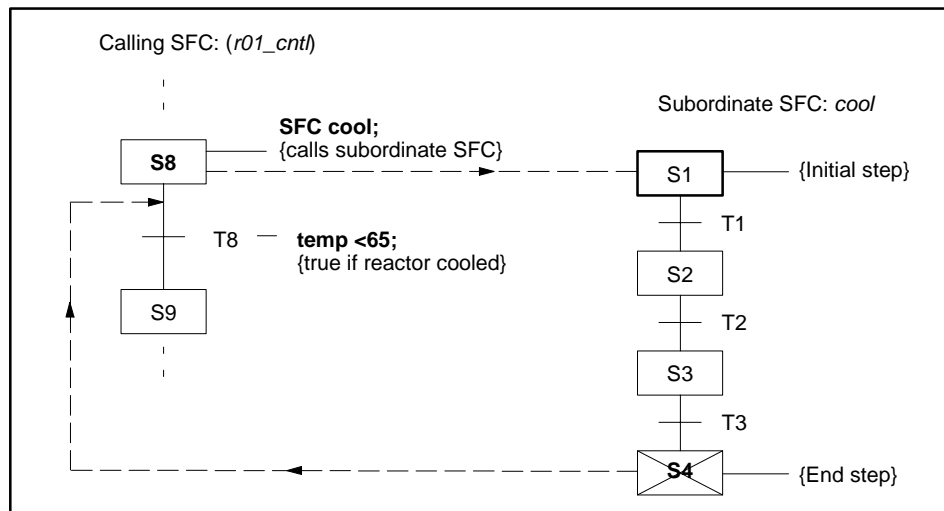 Calling SFC: (r01_cntl)
Subordinate SFC: cool
SFC cool;
{calls subordinate SFC}
S8
S1
{Initial step}
T1
T8
temp <65;
{true if reactor cooled}
S2
S9
T2
S3
T3
S4
{End step}